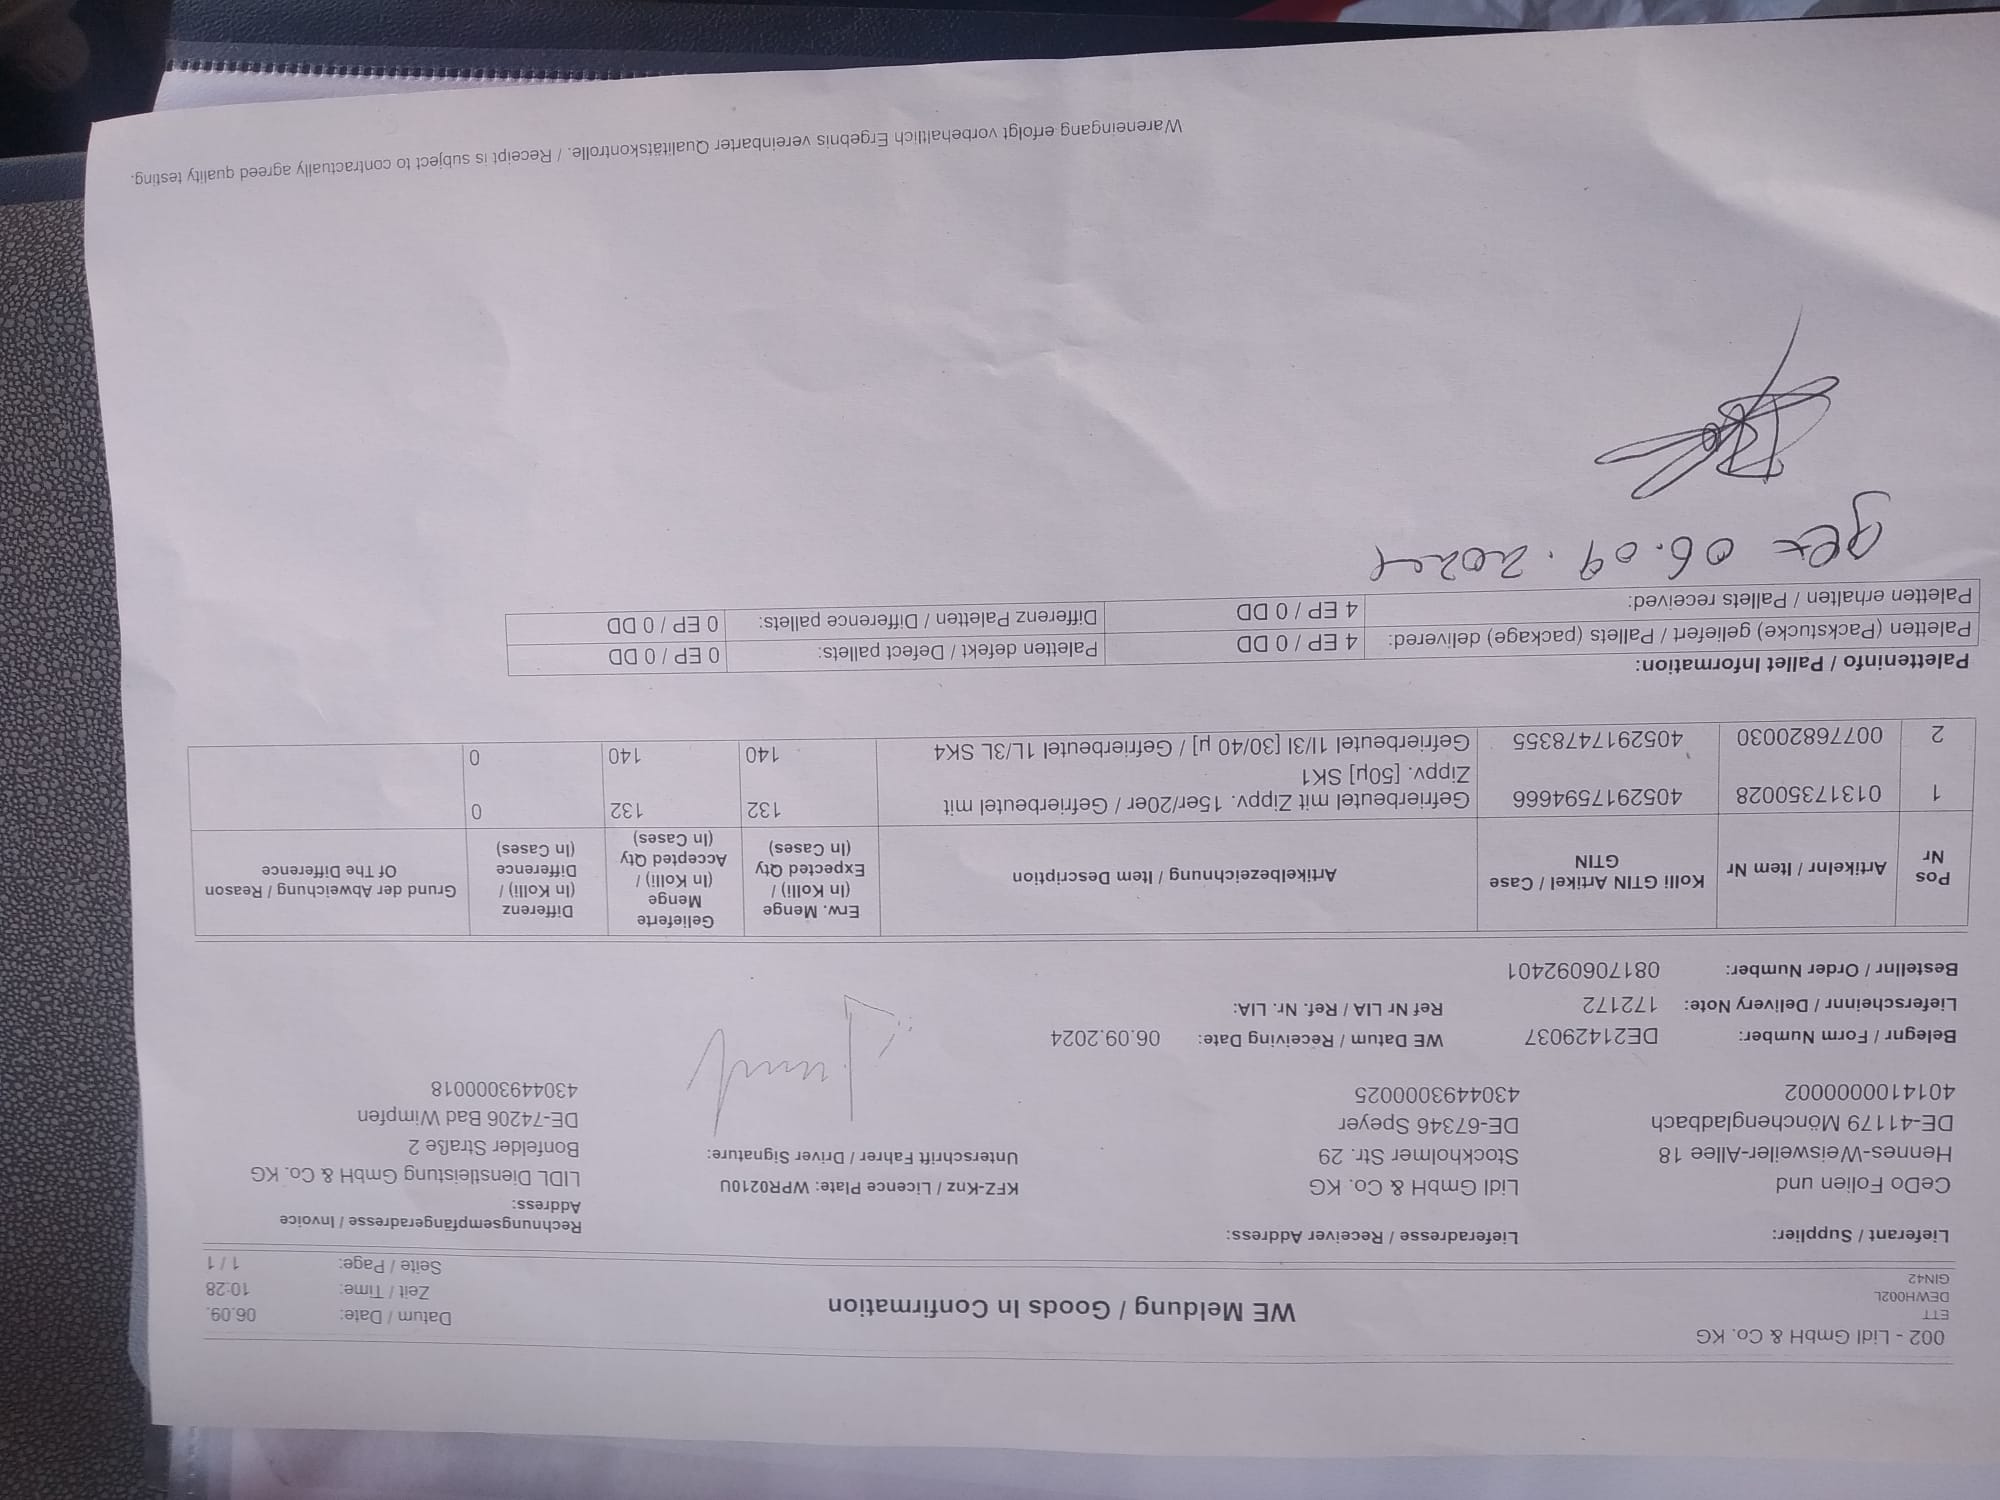 002 - Lidl GmbH & Co. KG
ETT
DEWH002L
GIN42
WE Meldung / Goods In Confirmation
Datum / Date: 06.09.
Zeit / Time: 10:28
Seite / Page: 1 / 1
Lieferant / Supplier:
CeDo Folien und
Hennes-Weisweiler-Allee 18
DE-41179 Mönchengladbach
4014100000002
Lieferadresse / Receiver Address:
Lidl GmbH & Co. KG
Stockholmer Str. 29
DE-67346 Speyer
4304493000025
KFZ-Knz / Licence Plate: WPR0210U
Unterschrift Fahrer / Driver Signature:
Rechnungsempfängeradresse / Invoice
Address:
LIDL Dienstleistung GmbH & Co. KG
Bonfelder Straße 2
DE-74206 Bad Wimpfen
4304493000018
Belegnr / Form Number: DE21429037
WE Datum / Receiving Date: 06.09.2024
Lieferscheinnr / Delivery Note: 172172
Ref Nr LIA / Ref. Nr. LIA:
Bestellnr / Order Number: 081706092401
Pos Nr | Artikelnr / Item Nr | Kolli GTIN Artikel / Case GTIN | Artikelbezeichnung / Item Description | Erw. Menge (In Kolli) / Expected Qty (In Cases) | Gelieferte Menge (In Kolli) / Accepted Qty (In Cases) | Differenz (In Kolli) / Difference (In Cases) | Grund der Abweichung / Reason Of The Difference
1 0131735002​8 4052917594666 Gefrierbeutel mit Zippv. 15er/20er / Gefrierbeutel mit 132 132 0
Zippv. [50µ] SK1
2 0077682003​0 4052917478355 Gefrierbeutel 1l/3l [30/40 µ] / Gefrierbeutel 1L/3L SK4 140 140 0
Paletteninfo / Pallet Information:
Paletten (Packstucke) geliefert / Pallets (package) delivered: 4 EP / 0 DD Paletten defekt / Defect pallets: 0 EP / 0 DD
Paletten erhalten / Pallets received: 4 EP / 0 DD Differenz Paletten / Difference pallets: 0 EP / 0 DD
06.09.2024
Wareneingang erfolgt vorbehaltlich Ergebnis vereinbarter Qualitätskontrolle. / Receipt is subject to contractually agreed quality testing.